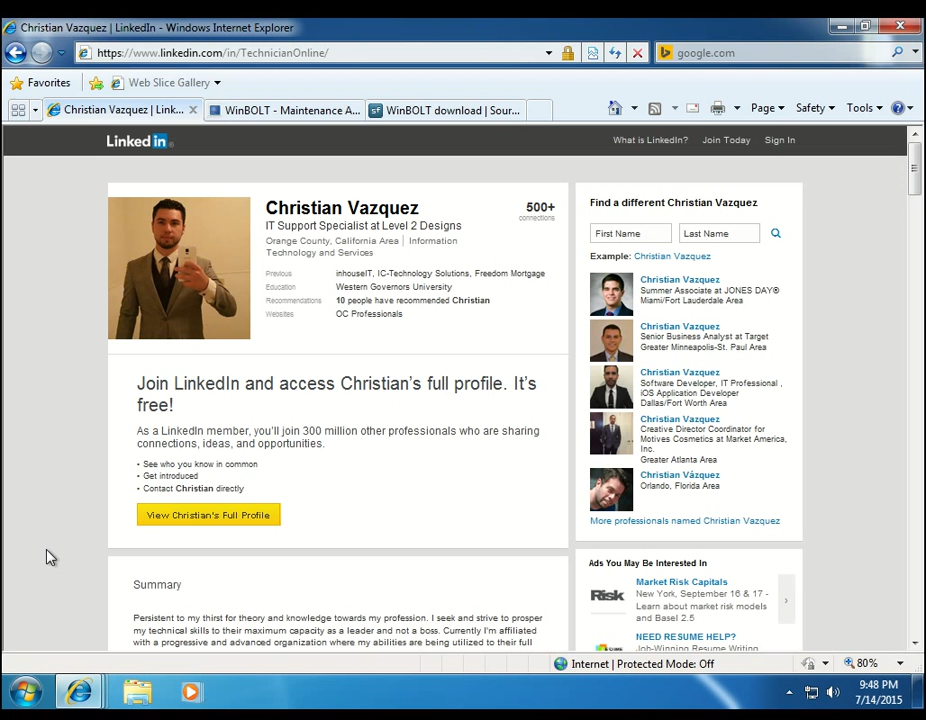 Christian Vazquez | LinkedIn - Windows Internet Explorer
https://www.linkedin.com/in/TechnicianOnline/
google.com
Favorites
Web Slice Gallery
Christian Vazquez | Link...
WinBOLT - Maintenance A...
WinBOLT download | Sour...
Page
Safety
Tools
Linked in
What is LinkedIn?
Join Today
Sign In
Christian Vazquez
IT Support Specialist at Level 2 Designs
Orange County, California Area | Information
Technology and Services
500+
connections
Previous inhouseIT, IC-Technology Solutions, Freedom Mortgage
Education Western Governors University
Recommendations 10 people have recommended Christian
Websites OC Professionals
Join LinkedIn and access Christian's full profile. It's
free!
As a LinkedIn member, you'll join 300 million other professionals who are sharing
connections, ideas, and opportunities.
• See who you know in common
• Get introduced
• Contact Christian directly
View Christian's Full Profile
Summary
Persistent to my thirst for theory and knowledge towards my profession. I seek and strive to prosper
my technical skills to their maximum capacity as a leader and not a boss. Currently I'm affiliated
with a progressive and advanced organization where my abilities are being utilized to their full
Find a different Christian Vazquez
First Name
Last Name
Example: Christian Vazquez
Christian Vazquez
Summer Associate at JONES DAY®
Miami/Fort Lauderdale Area
Christian Vazquez
Senior Business Analyst at Target
Greater Minneapolis-St. Paul Area
Christian Vazquez
Software Developer, IT Professional ,
iOS Application Developer
Dallas/Fort Worth Area
Christian Vazquez
Creative Director Coordinator for
Motives Cosmetics at Market America,
Inc.
Greater Atlanta Area
Christian Vázquez
Orlando, Florida Area
More professionals named Christian Vazquez
Ads You May Be Interested In
Risk
Market Risk Capitals
New York, September 16 & 17 -
Learn about market risk models
and Basel 2.5
NEED RESUME HELP?
Job-Winning Resume Writing
Internet | Protected Mode: Off
80%
9:48 PM
7/14/2015